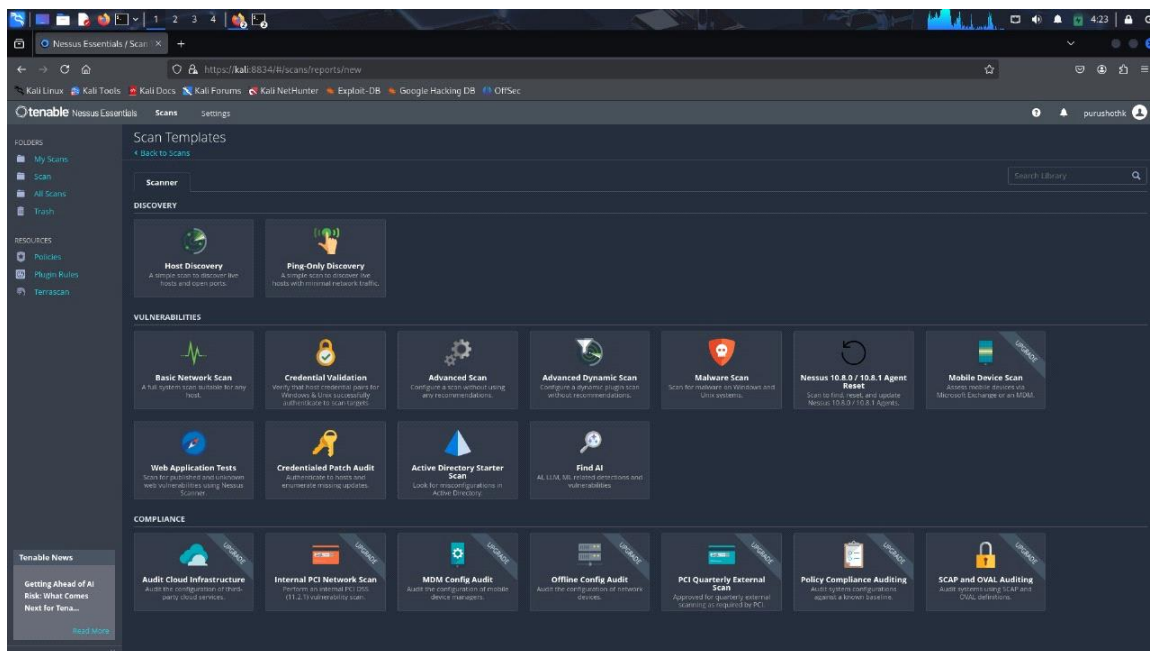 1 2 3 4
4:23
Nessus Essentials / Scan
https://kali:8834/#/scans/reports/new
Kali Linux Kali Tools Kali Docs Kali Forums Kali NetHunter Exploit-DB Google Hacking DB OffSec
tenable Nessus Essentials Scans Settings purushothk
FOLDERS
My Scans
Scan
All Scans
Trash
RESOURCES
Policies
Plugin Rules
Terrascan
Scan Templates
Back to Scans
Scanner
Search Library
DISCOVERY
Host Discovery
A simple scan to discover live
hosts and open ports.
Ping-Only Discovery
A simple scan to discover live
hosts with minimal network traffic.
VULNERABILITIES
Basic Network Scan
A full system scan suitable for any
host.
Credential Validation
Verify that host credential pairs for
Windows & Unix successfully
authenticate to scan targets
Advanced Scan
Configure a scan without using
any recommendations.
Advanced Dynamic Scan
Configure a dynamic plugin scan
without recommendations.
Malware Scan
Scan for malware on Windows and
Unix systems.
Nessus 10.8.0 / 10.8.1 Agent
Reset
Scan to find, reset, and update
Nessus 10.8.0 / 10.8.1 Agents.
UPGRADE
Mobile Device Scan
Assess mobile devices via
Microsoft Exchange or an MDM.
Web Application Tests
Scan for published and unknown
web vulnerabilities using Nessus
Scanner.
Credentialed Patch Audit
Authenticate to hosts and
enumerate missing updates.
Active Directory Starter
Scan
Look for misconfigurations in
Active Directory.
Find AI
AI, LLM, ML related detections and
vulnerabilities
COMPLIANCE
UPGRADE
Audit Cloud Infrastructure
Audit the configuration of third-
party cloud services.
UPGRADE
Internal PCI Network Scan
Perform an internal PCI DSS
(11.2.1) vulnerability scan.
UPGRADE
MDM Config Audit
Audit the configuration of mobile
device managers.
UPGRADE
Offline Config Audit
Audit the configuration of network
devices.
UPGRADE
PCI Quarterly External
Scan
Approved for quarterly external
scanning as required by PCI.
UPGRADE
Policy Compliance Auditing
Audit system configurations
against a known baseline.
UPGRADE
SCAP and OVAL Auditing
Audit systems using SCAP and
OVAL definitions.
Tenable News
Getting Ahead of AI
Risk: What Comes
Next for Tena...
Read More